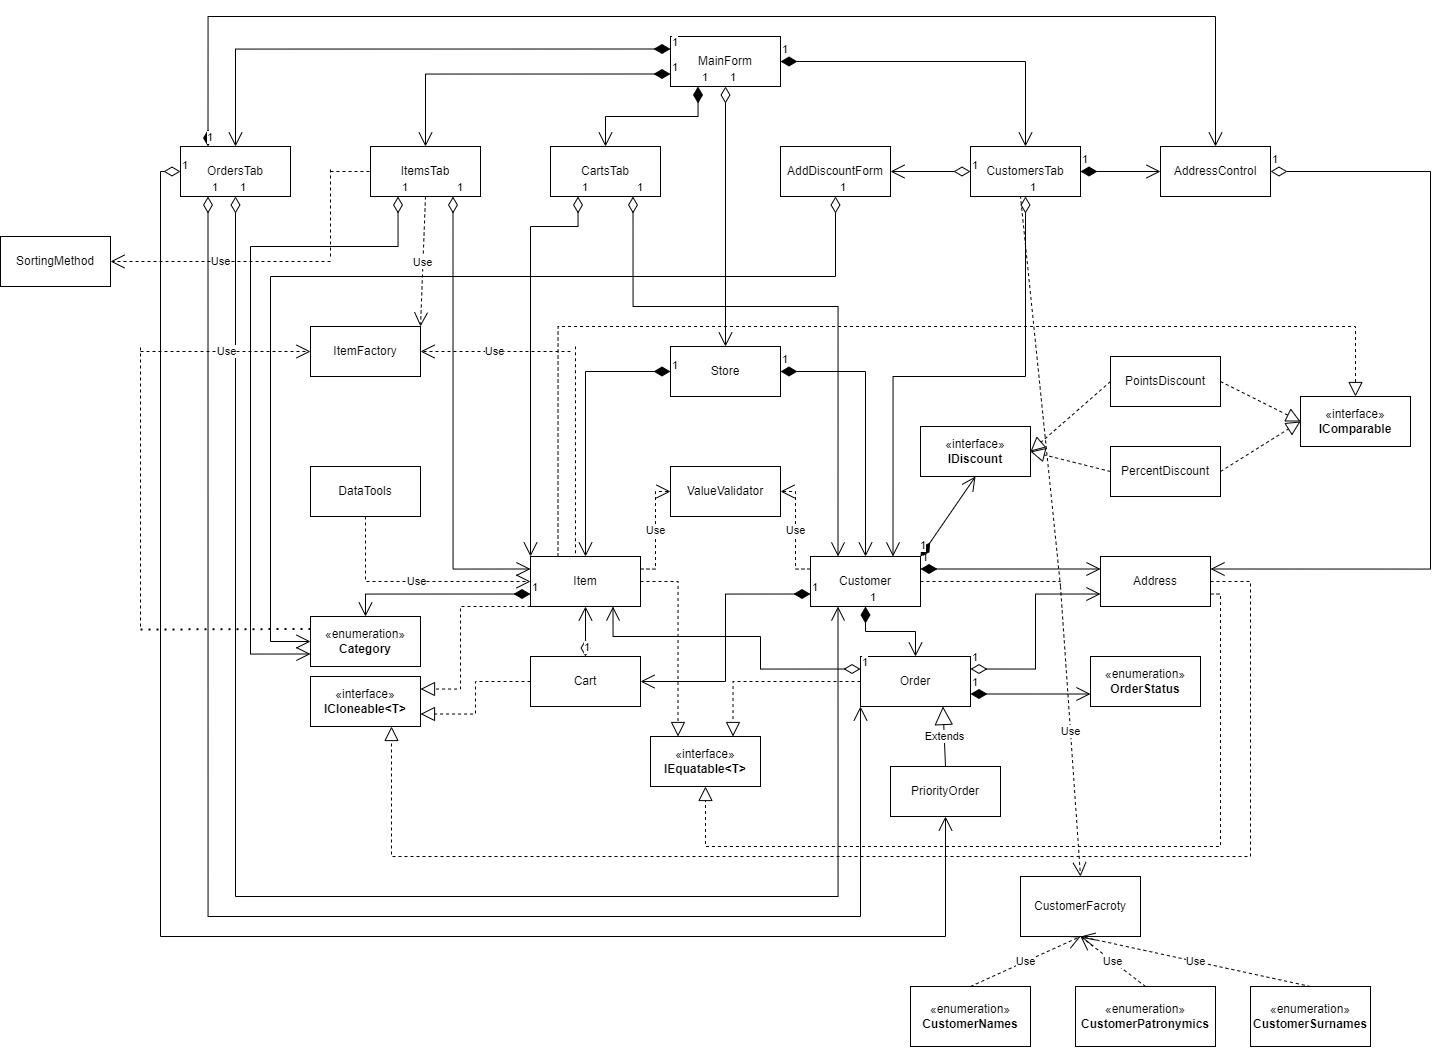 1
1
MainForm
1
1
1
1
OrdersTab
1
1
1
ItemsTab
1
1
CartsTab
1
1
AddDiscountForm
1
1
CustomersTab
1
1
AddressControl
1
SortingMethod
Use
Use
ItemFactory
Use
Use
1
Store
1
PointsDiscount
«interface»
IComparable
«interface»
IDiscount
PercentDiscount
DataTools
ValueValidator
Use
Use
Use
Item
1
1
1
Customer
1
1
Address
«enumeration»
Category
1
Cart
1
Order
1
1
«enumeration»
OrderStatus
«interface»
ICloneable<T>
Extends
Use
«interface»
IEquatable<T>
PriorityOrder
CustomerFacroty
Use
Use
Use
«enumeration»
CustomerNames
«enumeration»
CustomerPatronymics
«enumeration»
CustomerSurnames